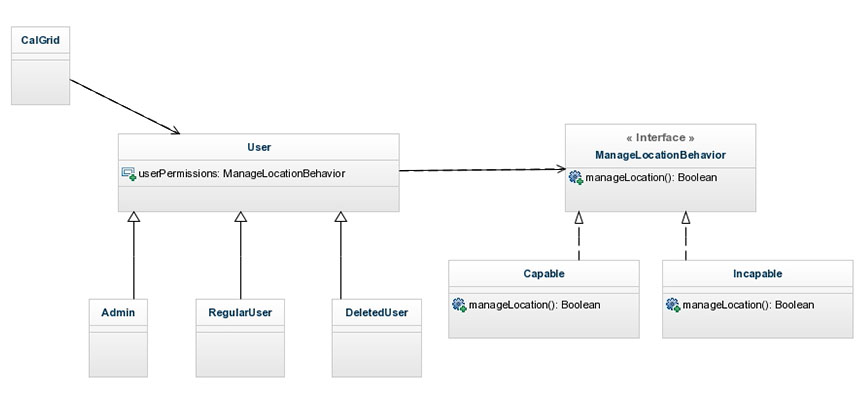 CalGrid
User
userPermissions: ManageLocationBehavior
« Interface »
ManageLocationBehavior
manageLocation(): Boolean
Admin
RegularUser
DeletedUser
Capable
manageLocation(): Boolean
Incapable
manageLocation(): Boolean